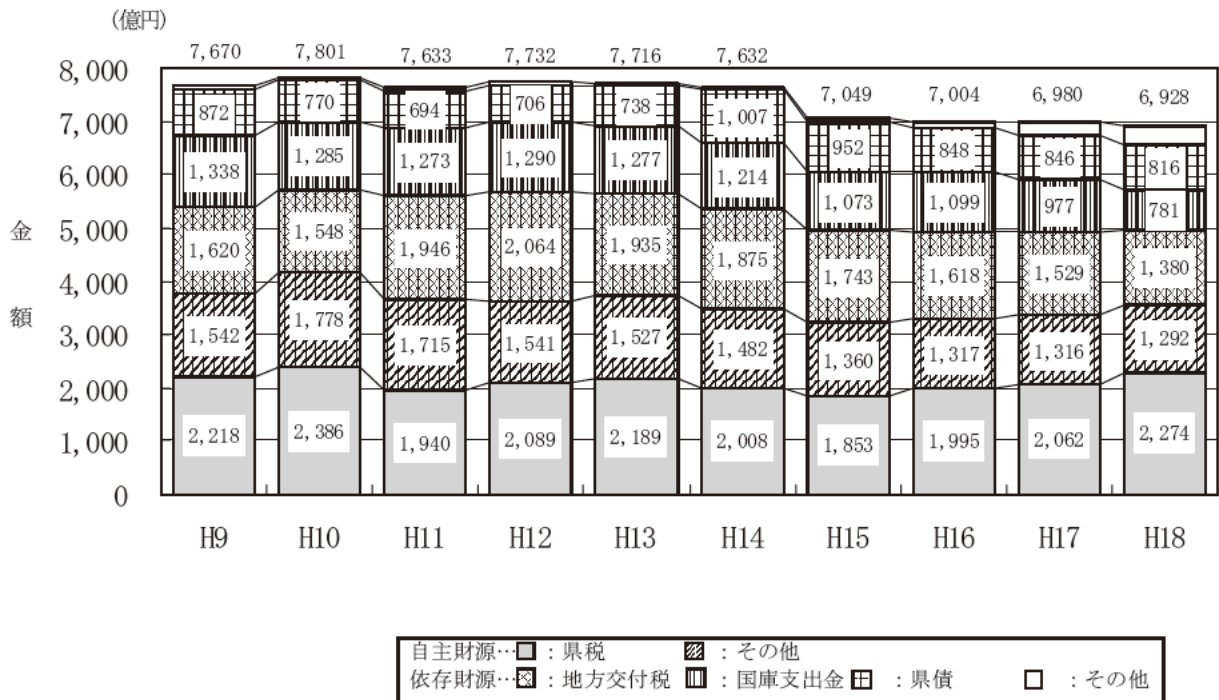 (億円)
7,670 7,801 7,633 7,732 7,716 7,632 7,049 7,004 6,980 6,928
8,000
7,000
6,000
5,000
4,000
3,000
2,000
1,000
0
金額
872 770 694 706 738 1,007 952 848 846 816
1,338 1,285 1,273 1,290 1,277 1,214 1,073 1,099 977 781
1,620 1,548 1,946 2,064 1,935 1,875 1,743 1,618 1,529 1,380
1,542 1,778 1,715 1,541 1,527 1,482 1,360 1,317 1,316 1,292
2,218 2,386 1,940 2,089 2,189 2,008 1,853 1,995 2,062 2,274
H9 H10 H11 H12 H13 H14 H15 H16 H17 H18
自主財源…:県税 :その他
依存財源…:地方交付税 :国庫支出金 :県債 :その他